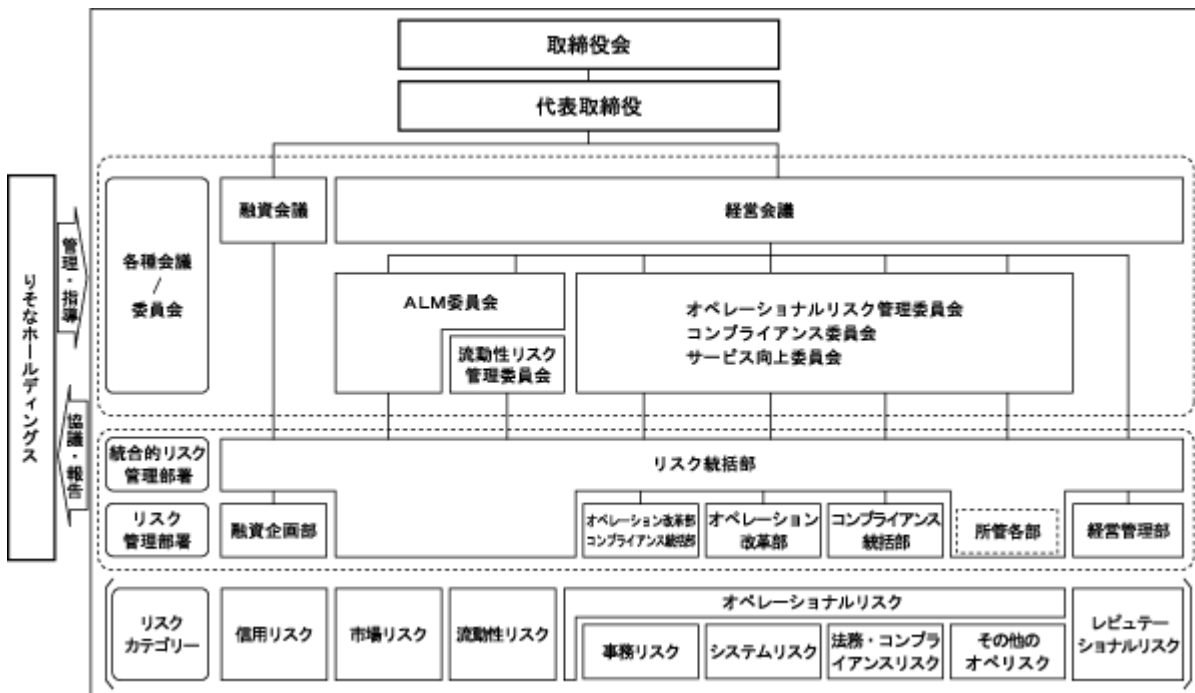 取締役会
代表取締役
りそなホールディングス
管理・指導
協議・報告
各種会議
/
委員会
融資会議
経営会議
ALM委員会
流動性リスク
管理委員会
オペレーショナルリスク管理委員会
コンプライアンス委員会
サービス向上委員会
統合的リスク
管理部署
リスク統括部
リスク
管理部署
融資企画部
オペレーション改革部
コンプライアンス統括部
オペレーション
改革部
コンプライアンス
統括部
所管各部
経営管理部
リスク
カテゴリー
信用リスク
市場リスク
流動性リスク
オペレーショナルリスク
事務リスク
システムリスク
法務・コンプラ
イアンスリスク
その他の
オペリスク
レピュテー
ショナルリスク